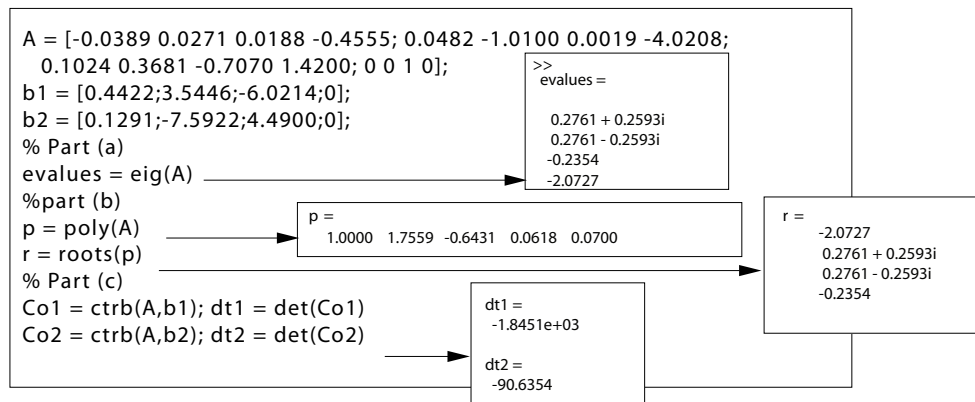 A = [-0.0389 0.0271 0.0188 -0.4555; 0.0482 -1.0100 0.0019 -4.0208;
0.1024 0.3681 -0.7070 1.4200; 0 0 1 0];
b1 = [0.4422;3.5446;-6.0214;0];
b2 = [0.1291;-7.5922;4.4900;0];
% Part (a)
evalues = eig(A)
%part (b)
p = poly(A)
r = roots(p)
% Part (c)
Co1 = ctrb(A,b1); dt1 = det(Co1)
Co2 = ctrb(A,b2); dt2 = det(Co2)
>>
evalues =
0.2761 + 0.2593i
0.2761 - 0.2593i
-0.2354
-2.0727
p =
1.0000 1.7559 -0.6431 0.0618 0.0700
r =
-2.0727
0.2761 + 0.2593i
0.2761 - 0.2593i
-0.2354
dt1 =
-1.8451e+03
dt2 =
-90.6354